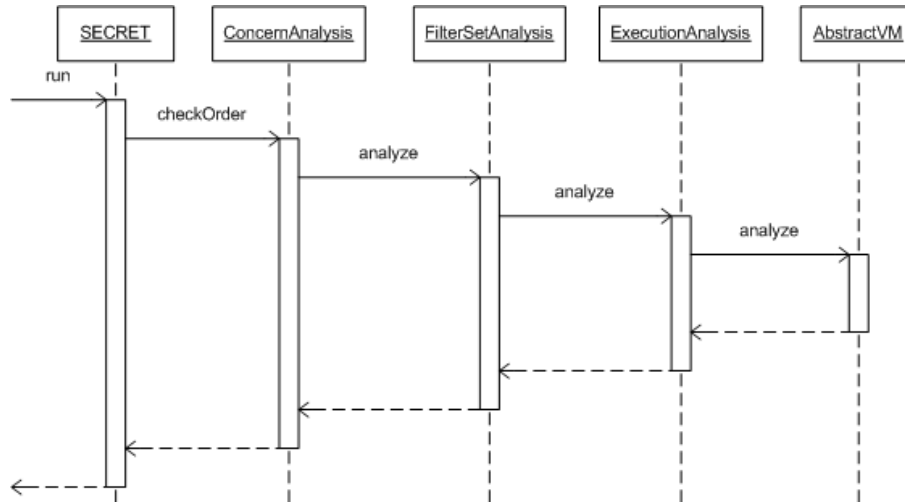 SECRET
ConcernAnalysis
FilterSetAnalysis
ExecutionAnalysis
AbstractVM
run
checkOrder
analyze
analyze
analyze